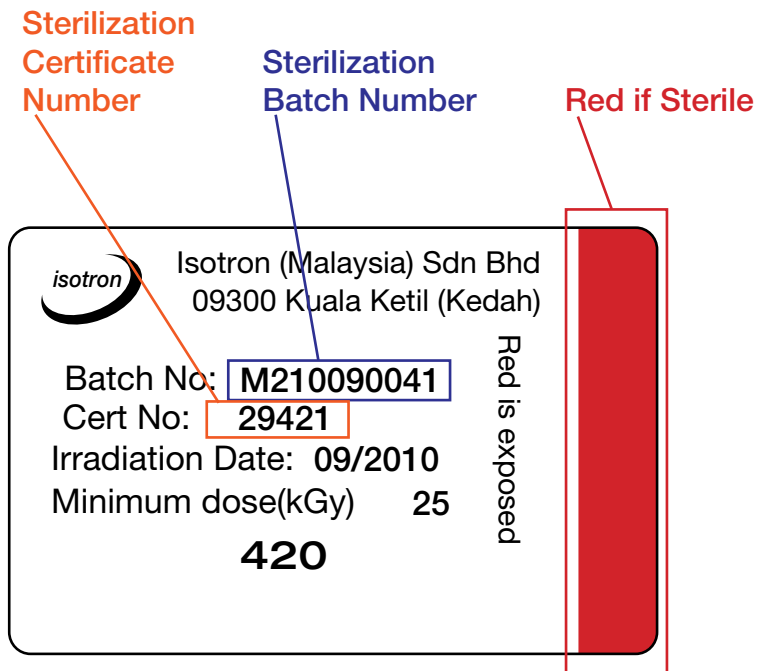 Sterilization
Certificate
Number
Sterilization
Batch Number
Red if Sterile
isotron
Isotron (Malaysia) Sdn Bhd
09300 Kuala Ketil (Kedah)
Batch No: M210090041
Cert No: 29421
Irradiation Date: 09/2010
Minimum dose(kGy) 25
420
Red is exposed